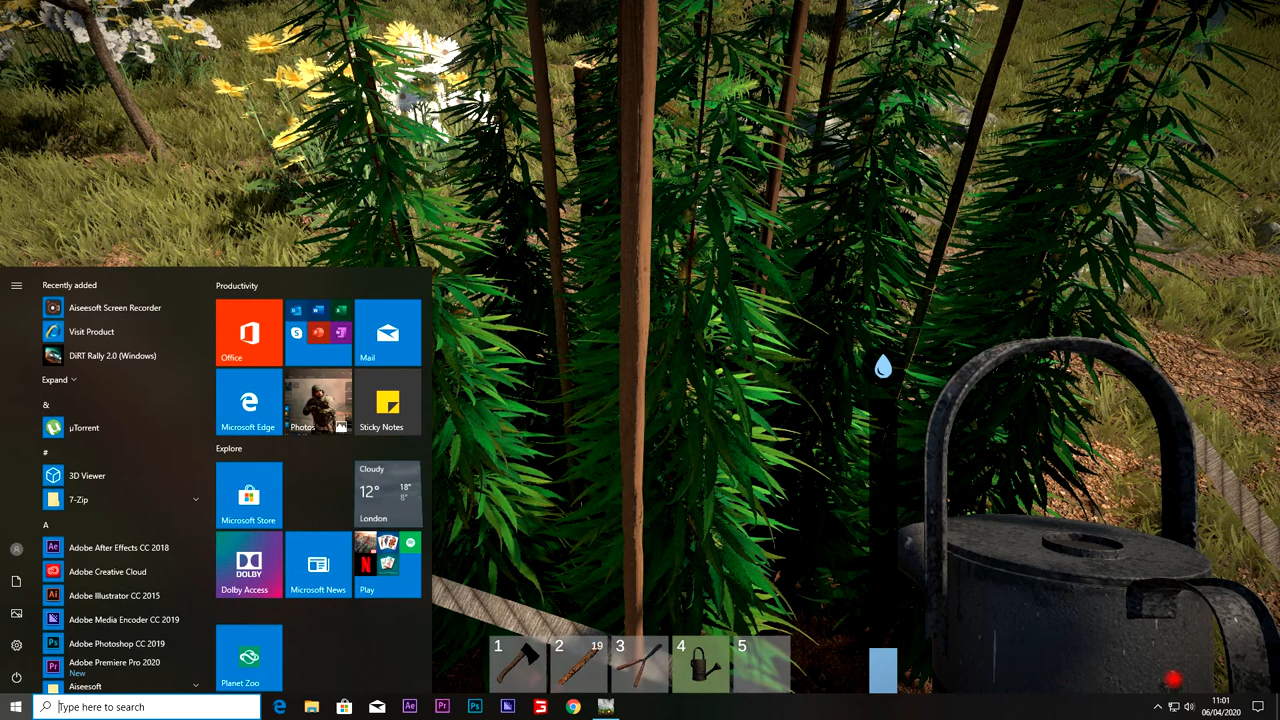 Recently added
Aiseesoft Screen Recorder
Visit Product
DiRT Rally 2.0 (Windows)
Expand
&
µTorrent
#
3D Viewer
7-Zip
A
Adobe After Effects CC 2018
Adobe Creative Cloud
Adobe Illustrator CC 2015
Adobe Media Encoder CC 2019
Adobe Photoshop CC 2019
Adobe Premiere Pro 2020
New
Aiseesoft
Productivity
Office
Mail
Microsoft Edge
Photos
Sticky Notes
Explore
Microsoft Store
Cloudy
12° 18°
8°
London
DOLBY
Dolby Access
Microsoft News
Play
Planet Zoo
1 2 19 3 4 5
Type here to search
11:01
06/04/2020